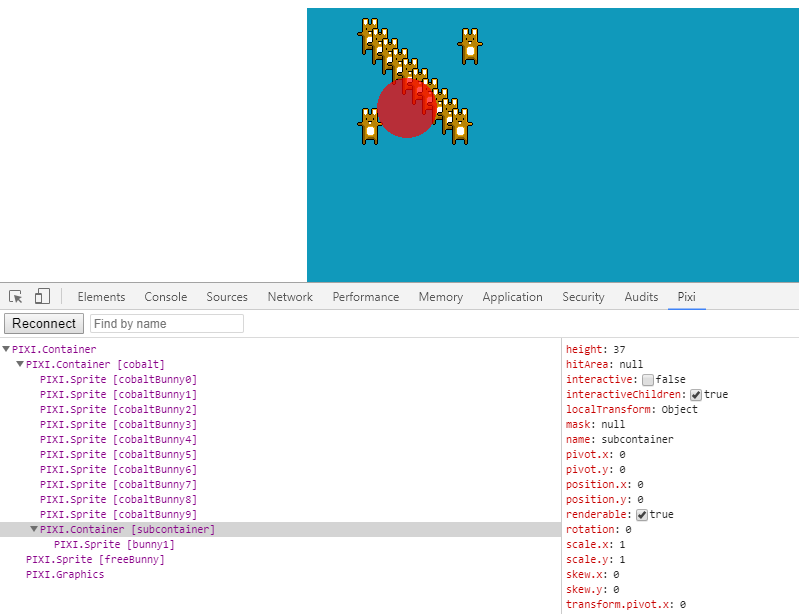 Elements Console Sources Network Performance Memory Application Security Audits Pixi
Reconnect Find by name
PIXI.Container
PIXI.Container [cobalt]
PIXI.Sprite [cobaltBunny0]
PIXI.Sprite [cobaltBunny1]
PIXI.Sprite [cobaltBunny2]
PIXI.Sprite [cobaltBunny3]
PIXI.Sprite [cobaltBunny4]
PIXI.Sprite [cobaltBunny5]
PIXI.Sprite [cobaltBunny6]
PIXI.Sprite [cobaltBunny7]
PIXI.Sprite [cobaltBunny8]
PIXI.Sprite [cobaltBunny9]
PIXI.Container [subcontainer]
PIXI.Sprite [bunny1]
PIXI.Sprite [freeBunny]
PIXI.Graphics
height: 37
hitArea: null
interactive: false
interactiveChildren: true
localTransform: Object
mask: null
name: subcontainer
pivot.x: 0
pivot.y: 0
position.x: 0
position.y: 0
renderable: true
rotation: 0
scale.x: 1
scale.y: 1
skew.x: 0
skew.y: 0
transform.pivot.x: 0